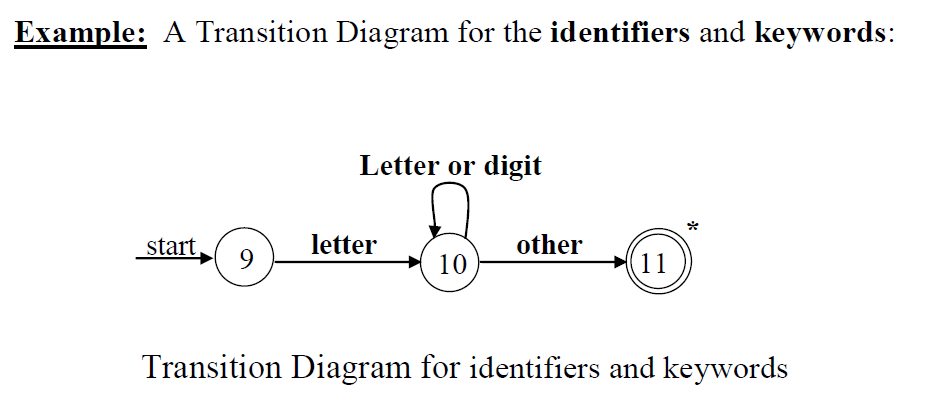 Example: A Transition Diagram for the identifiers and keywords:
Letter or digit
start 9 letter 10 other 11 *
Transition Diagram for identifiers and keywords